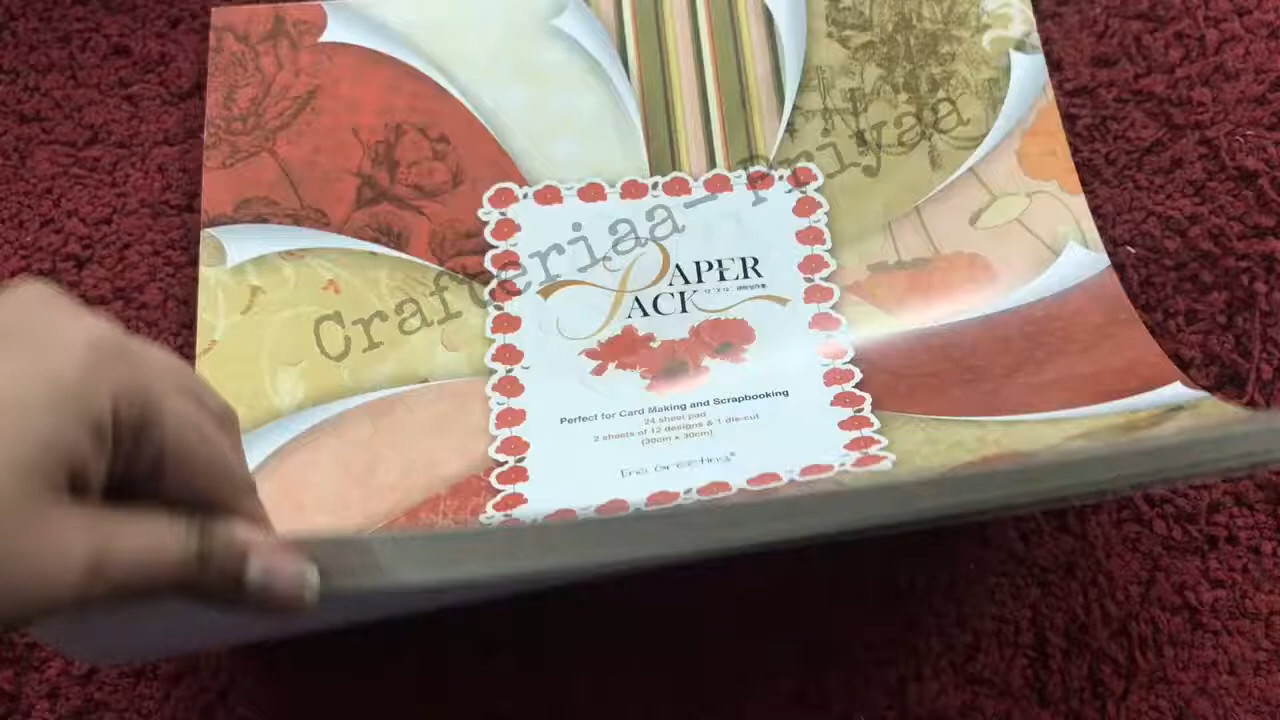 Crafteriaa-Priyaa
PAPER
PACK
12" X 12"
Perfect for Card Making and Scrapbooking
24 sheet pad
2 sheets of 12 designs & 1 die-cut
(30cm x 30cm)